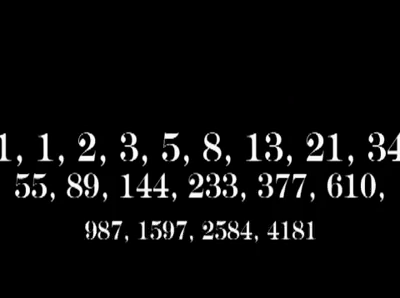 1, 1, 2, 3, 5, 8, 13, 21, 34
55, 89, 144, 233, 377, 610,
987, 1597, 2584, 4181